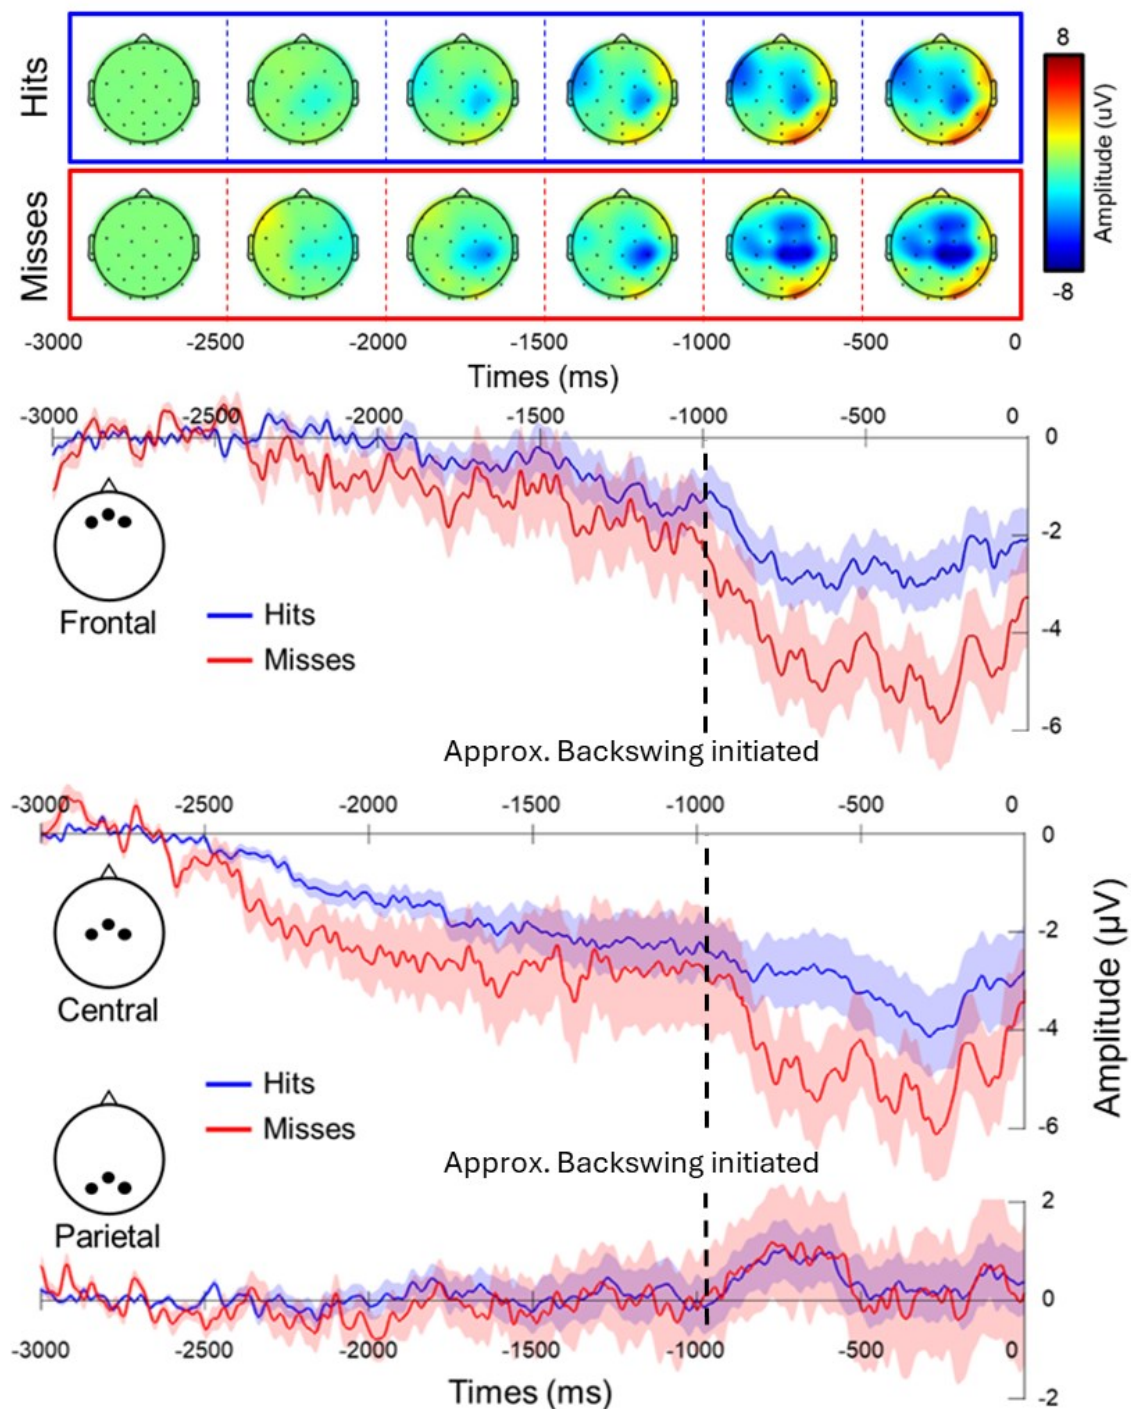 Hits
8
Amplitude (uV)
-8
Misses
-3000 -2500 -2000 -1500 -1000 -500 0
Times (ms)
-3000 -2500 -2000 -1500 -1000 -500 0
0
-2
-4
-6
Frontal
Hits
Misses
Approx. Backswing initiated
-3000 -2500 -2000 -1500 -1000 -500 0
0
-2
-4
-6
Central
Amplitude (µV)
Hits
Misses
Approx. Backswing initiated
Parietal
2
0
-2
-3000 -2500 -2000 -1500 -1000 -500 0
Times (ms)